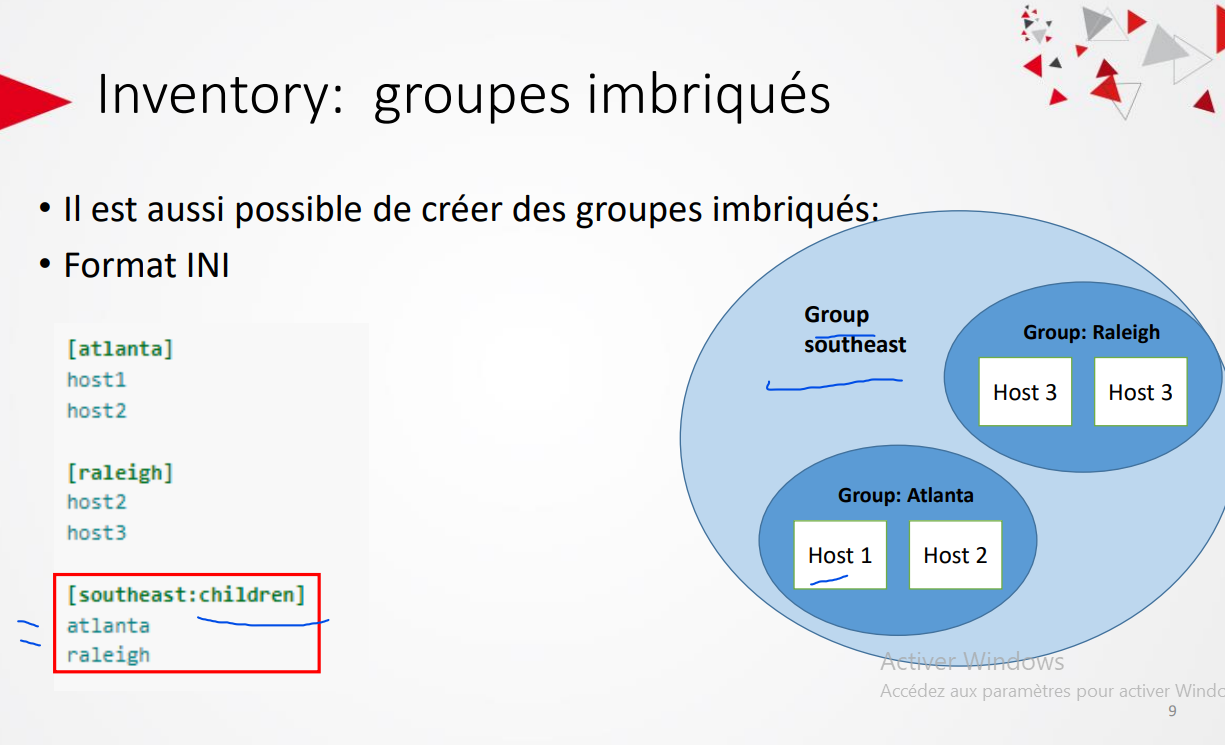 Inventory: groupes imbriqués
• Il est aussi possible de créer des groupes imbriqués:
• Format INI
[atlanta]
host1
host2
[raleigh]
host2
host3
[southeast:children]
atlanta
raleigh
Group
southeast
Group: Raleigh
Host 3
Host 3
Group: Atlanta
Host 1
Host 2
Activer Windows
Accédez aux paramètres pour activer Windo
9